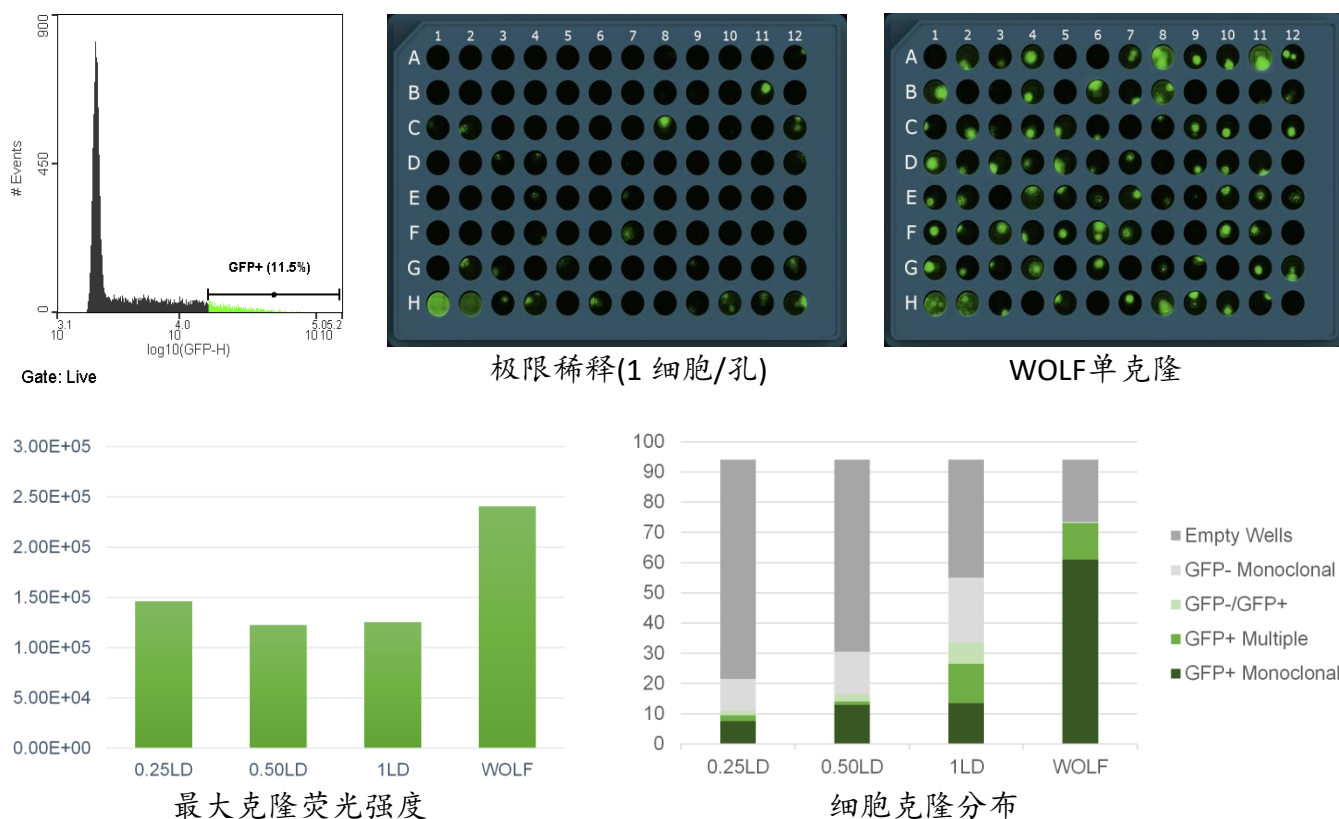 900
450
0
# Events
GFP+ (11.5%)
3.1
10
4.0
10
5.05.2
10 10
log10(GFP-H)
Gate: Live
1 2 3 4 5 6 7 8 9 10 11 12
A
B
C
D
E
F
G
H
极限稀释(1 细胞/孔)
1 2 3 4 5 6 7 8 9 10 11 12
A
B
C
D
E
F
G
H
WOLF单克隆
3.00E+05
2.50E+05
2.00E+05
1.50E+05
1.00E+05
5.00E+04
0.00E+00
0.25LD 0.50LD 1LD WOLF
最大克隆荧光强度
100
90
80
70
60
50
40
30
20
10
0
0.25LD 0.50LD 1LD WOLF
Empty Wells
GFP- Monoclonal
GFP-/GFP+
GFP+ Multiple
GFP+ Monoclonal
细胞克隆分布